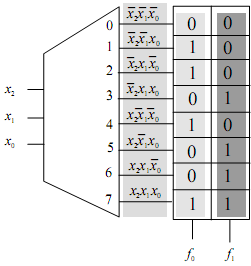 0 x̅₂x̅₁x̅₀ 0 0
1 x̅₂x̅₁x₀ 1 0
2 x̅₂x₁x̅₀ 1 0
x₂
3 x̅₂x₁x₀ 0 1
x₁
4 x₂x̅₁x̅₀ 1 0
x₀
5 x₂x̅₁x₀ 0 1
6 x₂x₁x̅₀ 0 1
7 x₂x₁x₀ 1 1
f₀ f₁